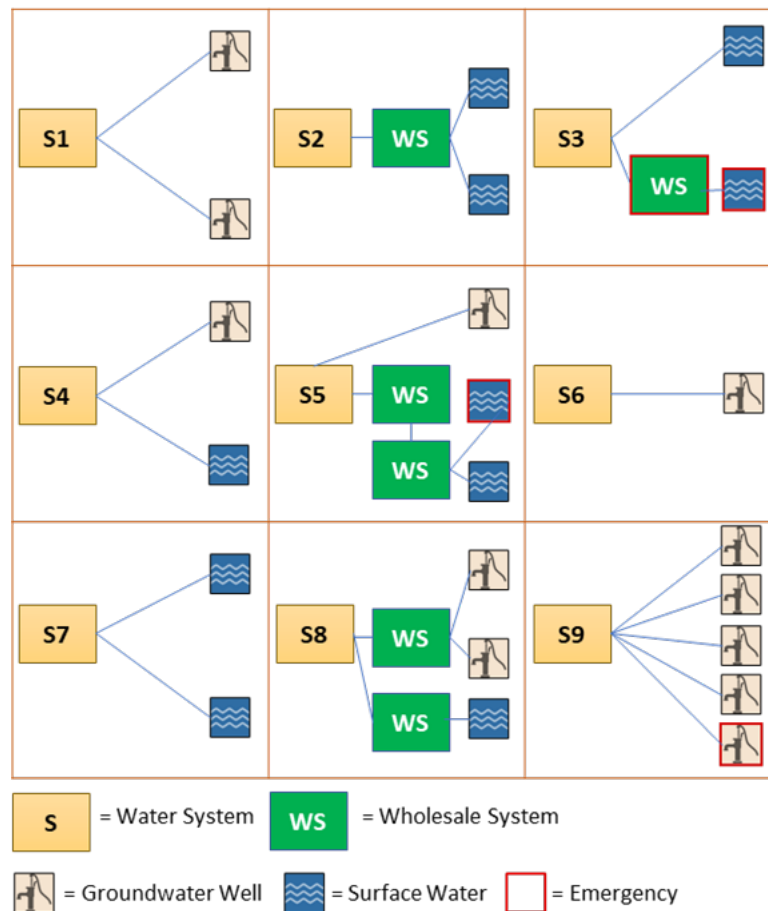 S1
S2
WS
S3
WS
S4
S5
WS
WS
S6
S7
S8
WS
WS
S9
S = Water System
WS = Wholesale System
= Groundwater Well
= Surface Water
= Emergency